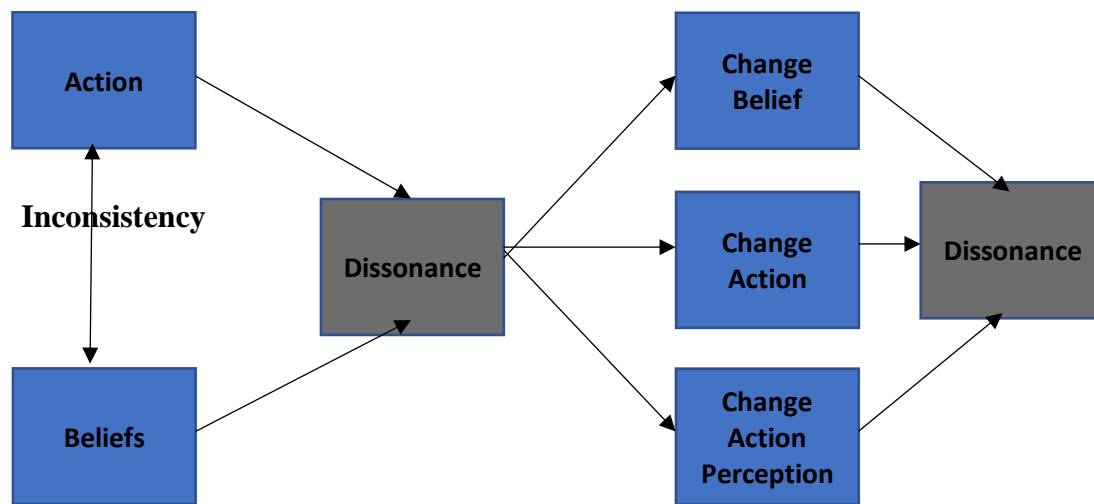 Action
Inconsistency
Beliefs
Dissonance
Change
Belief
Change
Action
Change
Action
Perception
Dissonance